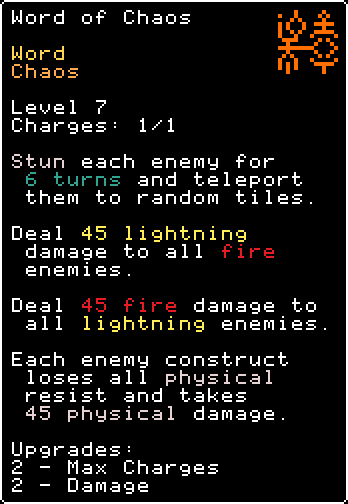 Word of Chaos
Word
Chaos
Level 7
Charges: 1/1
Stun each enemy for
6 turns and teleport
them to random tiles.
Deal 45 lightning
damage to all fire
enemies.
Deal 45 fire damage to
all lightning enemies.
Each enemy construct
loses all physical
resist and takes
45 physical damage.
Upgrades:
2 - Max Charges
2 - Damage